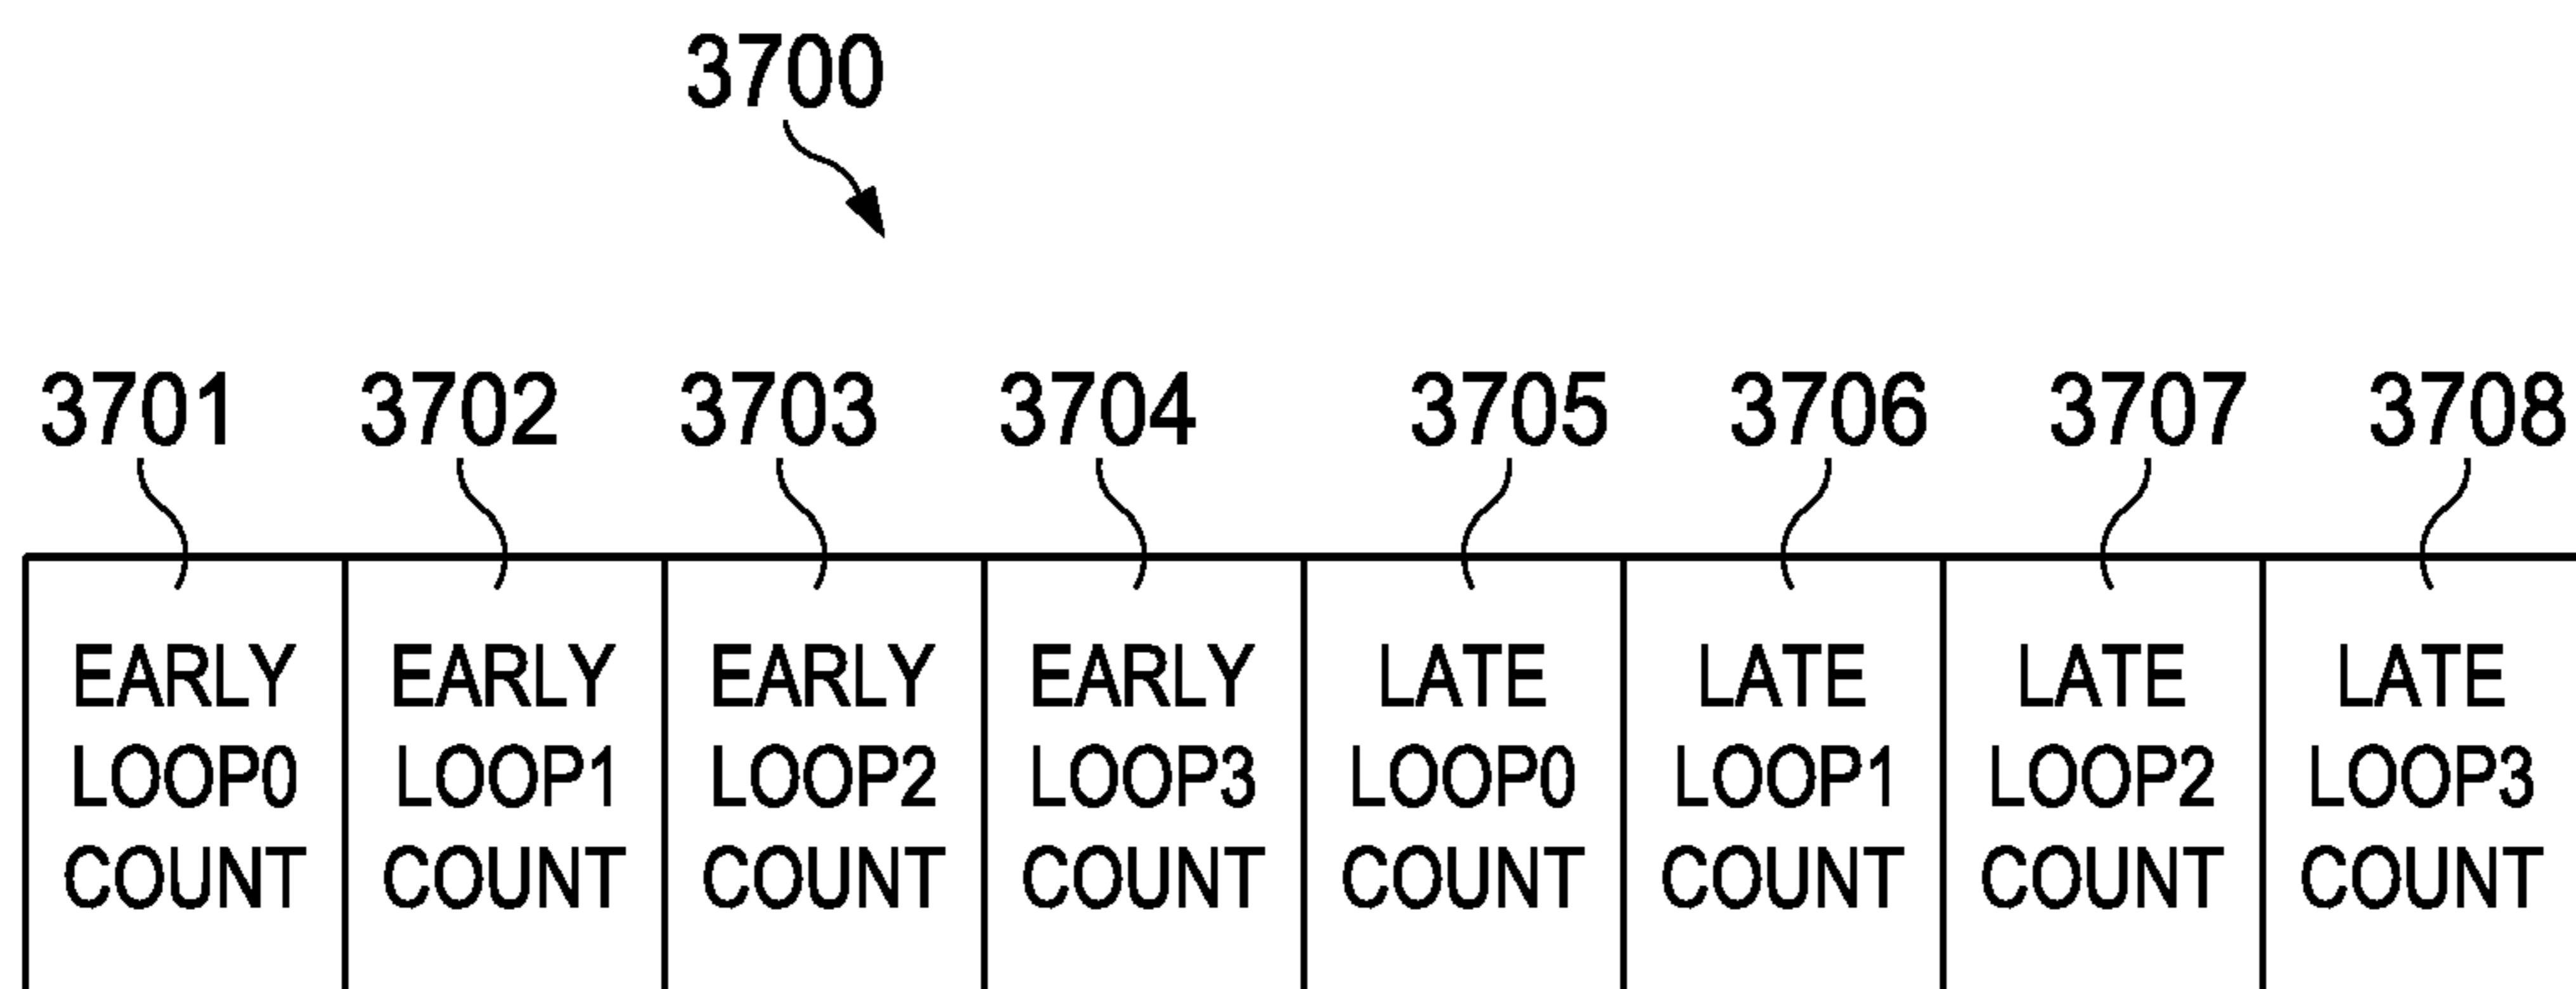 3700
3701 3702 3703 3704 3705 3706 3707 3708
EARLY EARLY EARLY EARLY LATE LATE LATE LATE
LOOP0 LOOP1 LOOP2 LOOP3 LOOP0 LOOP1 LOOP2 LOOP3
COUNT COUNT COUNT COUNT COUNT COUNT COUNT COUNT